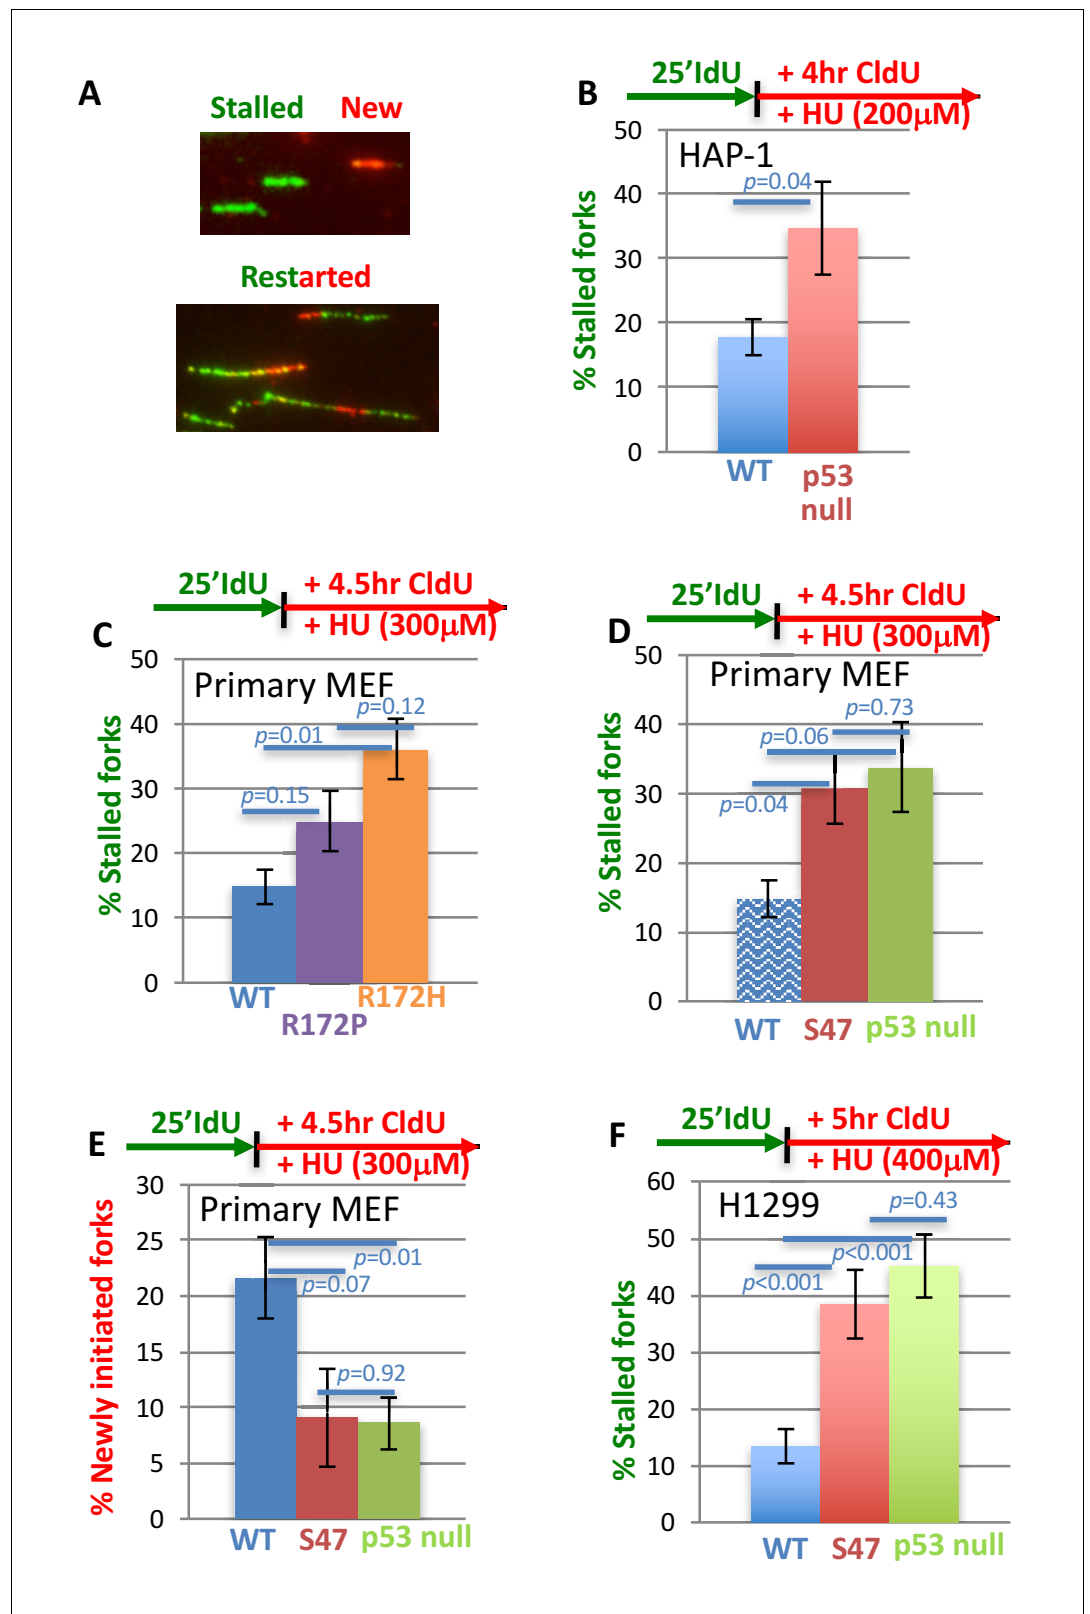 A
Stalled New
Restarted
B
25'IdU + 4hr CldU
+ HU (200µM)
HAP-1
p=0.04
% Stalled forks
50
40
30
20
10
0
WT
p53
null
C
25'IdU + 4.5hr CldU
+ HU (300µM)
Primary MEF
p=0.12
p=0.01
p=0.15
% Stalled forks
50
40
30
20
10
0
WT R172H
R172P
D
25'IdU + 4.5hr CldU
+ HU (300µM)
Primary MEF
p=0.73
p=0.06
p=0.04
% Stalled forks
50
40
30
20
10
0
WT S47 p53 null
E
25'IdU + 4.5hr CldU
+ HU (300µM)
Primary MEF
p=0.01
p=0.07
p=0.92
% Newly initiated forks
30
25
20
15
10
5
0
WT S47 p53 null
F
25'IdU + 5hr CldU
+ HU (400µM)
H1299
p=0.43
p<0.001
p<0.001
% Stalled forks
60
50
40
30
20
10
0
WT S47 p53 null